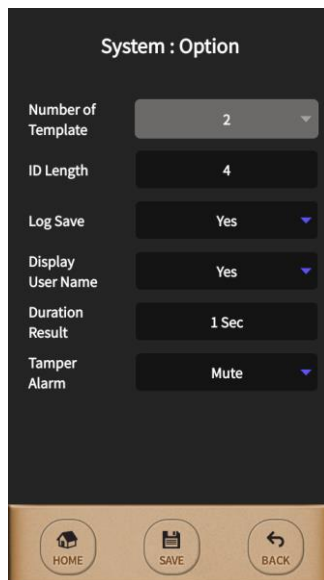 System : Option
Number of
Template
2
ID Length
4
Log Save
Yes
Display
User Name
Yes
Duration
Result
1 Sec
Tamper
Alarm
Mute
HOME
SAVE
BACK